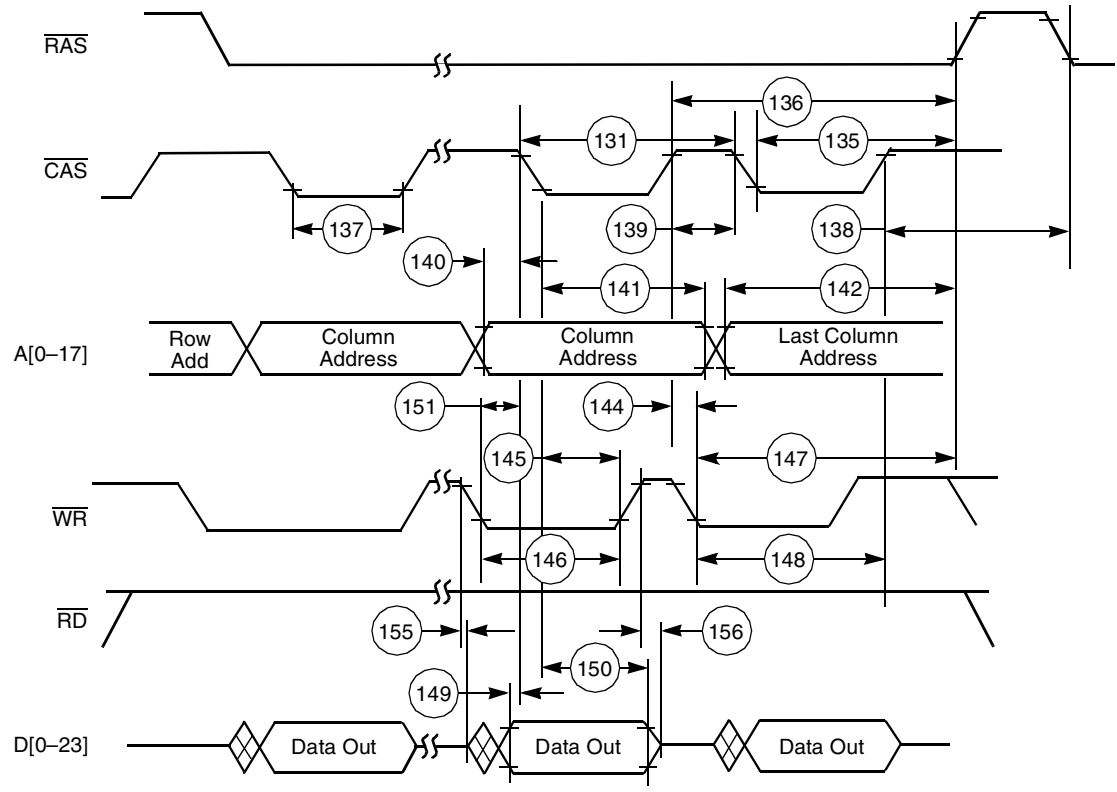 RAS
136
131
135
CAS
137
139
138
140
141
142
A[0–17]
Row
Add
Column
Address
Column
Address
Last Column
Address
151
144
145
147
WR
146
148
RD
155
156
150
149
D[0–23]
Data Out
Data Out
Data Out